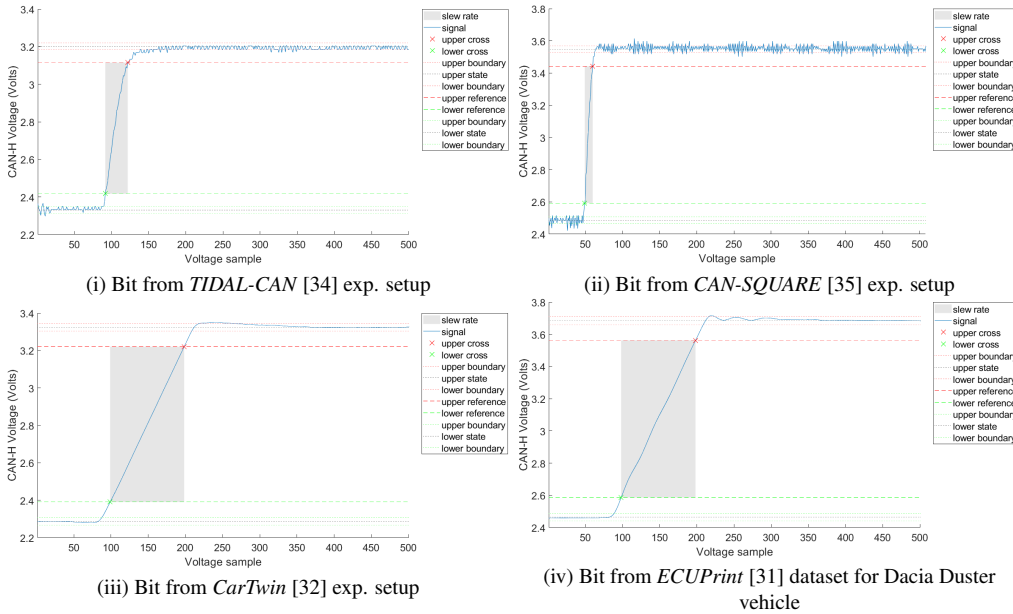 3.4
3.2
3.0
2.8
2.6
2.4
2.2
CAN-H Voltage (Volts)
50 100 150 200 250 300 350 400 450 500
Voltage sample
slew rate
signal
upper cross
lower cross
upper boundary
upper state
lower boundary
upper reference
lower reference
upper boundary
lower state
lower boundary
(i) Bit from TIDAL-CAN [34] exp. setup
3.8
3.6
3.4
3.2
3.0
2.8
2.6
2.4
CAN-H Voltage (Volts)
50 100 150 200 250 300 350 400 450 500
Voltage sample
slew rate
signal
upper cross
lower cross
upper boundary
upper state
lower boundary
upper reference
lower reference
upper boundary
lower state
lower boundary
(ii) Bit from CAN-SQUARE [35] exp. setup
3.4
3.2
3.0
2.8
2.6
2.4
2.2
CAN-H Voltage (Volts)
50 100 150 200 250 300 350 400 450 500
Voltage sample
slew rate
signal
upper cross
lower cross
upper boundary
upper state
lower boundary
upper reference
lower reference
upper boundary
lower state
lower boundary
(iii) Bit from CarTwin [32] exp. setup
3.8
3.6
3.4
3.2
3.0
2.8
2.6
2.4
CAN-H Voltage (Volts)
50 100 150 200 250 300 350 400 450 500
Voltage sample
slew rate
signal
upper cross
lower cross
upper boundary
upper state
lower boundary
upper reference
lower reference
upper boundary
lower state
lower boundary
(iv) Bit from ECUPrint [31] dataset for Dacia Duster
vehicle